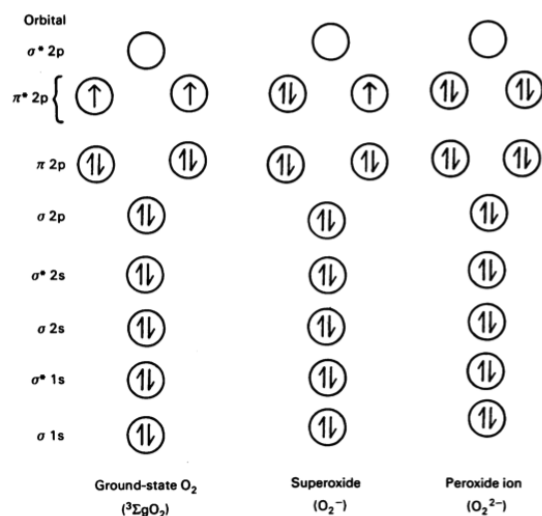 Orbital
σ* 2p
π* 2p
π 2p
σ 2p
σ* 2s
σ 2s
σ* 1s
σ 1s
Ground-state O₂
(³ΣgO₂)
Superoxide
(O₂⁻)
Peroxide ion
(O₂²⁻)